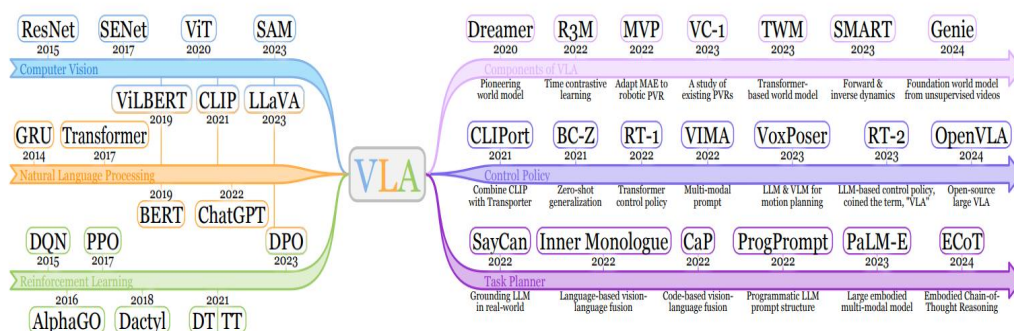 ResNet SENet ViT SAM
2015 2017 2020 2023
Computer Vision
ViLBERT CLIP LLaVA
2019 2021 2023
GRU Transformer
2014 2017
Natural Language Processing
2019 2022
BERT ChatGPT
DQN PPO DPO
2015 2017 2023
Reinforcement Learning
2016 2018 2021
AlphaGO Dactyl DT TT
VLA
Dreamer R3M MVP VC-1 TWM SMART Genie
2020 2022 2022 2023 2023 2023 2024
Components of VLA
Pioneering Time contrastive Adapt MAE to A study of Transformer- Forward & Foundation world model
world model learning robotic PVR existing PVRs based world model inverse dynamics from unsupervised videos
CLIPort BC-Z RT-1 VIMA VoxPoser RT-2 OpenVLA
2021 2021 2022 2022 2023 2023 2024
Control Policy
Combine CLIP Zero-shot Transformer Multi-modal LLM & VLM for LLM-based control policy, Open-source
with Transporter generalization control policy prompt motion planning coined the term, "VLA" large VLA
SayCan Inner Monologue CaP ProgPrompt PaLM-E ECoT
2022 2022 2022 2022 2023 2024
Task Planner
Grounding LLM Language-based vision- Code-based vision- Programmatic LLM Large embodied Embodied Chain-of-
in real-world language fusion language fusion prompt structure multi-modal model Thought Reasoning